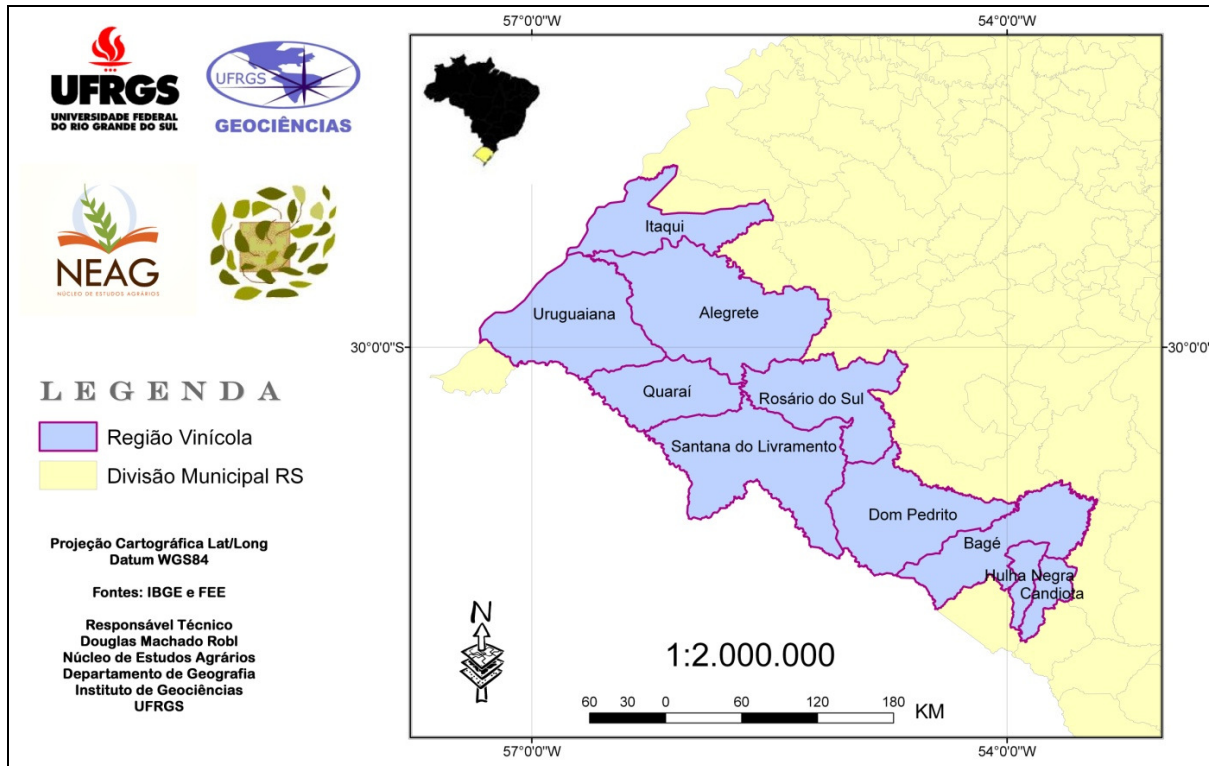 UFRGS
UNIVERSIDADE FEDERAL
DO RIO GRANDE DO SUL
UFRGS
GEOCIÊNCIAS
NEAG
NÚCLEO DE ESTUDOS AGRÁRIOS
LEGENDA
Região Vinícola
Divisão Municipal RS
Projeção Cartográfica Lat/Long
Datum WGS84
Fontes: IBGE e FEE
Responsável Técnico
Douglas Machado Robl
Núcleo de Estudos Agrários
Departamento de Geografia
Instituto de Geociências
UFRGS
57°0'0"W
54°0'0"W
Itaqui
Uruguaiana
Alegrete
30°0'0"S
30°0'0"
Quaraí
Rosário do Sul
Santana do Livramento
Dom Pedrito
Bagé
Hulha Negra
Candiota
N
1:2.000.000
60 30 0 60 120 180
KM
57°0'0"W
54°0'0"W